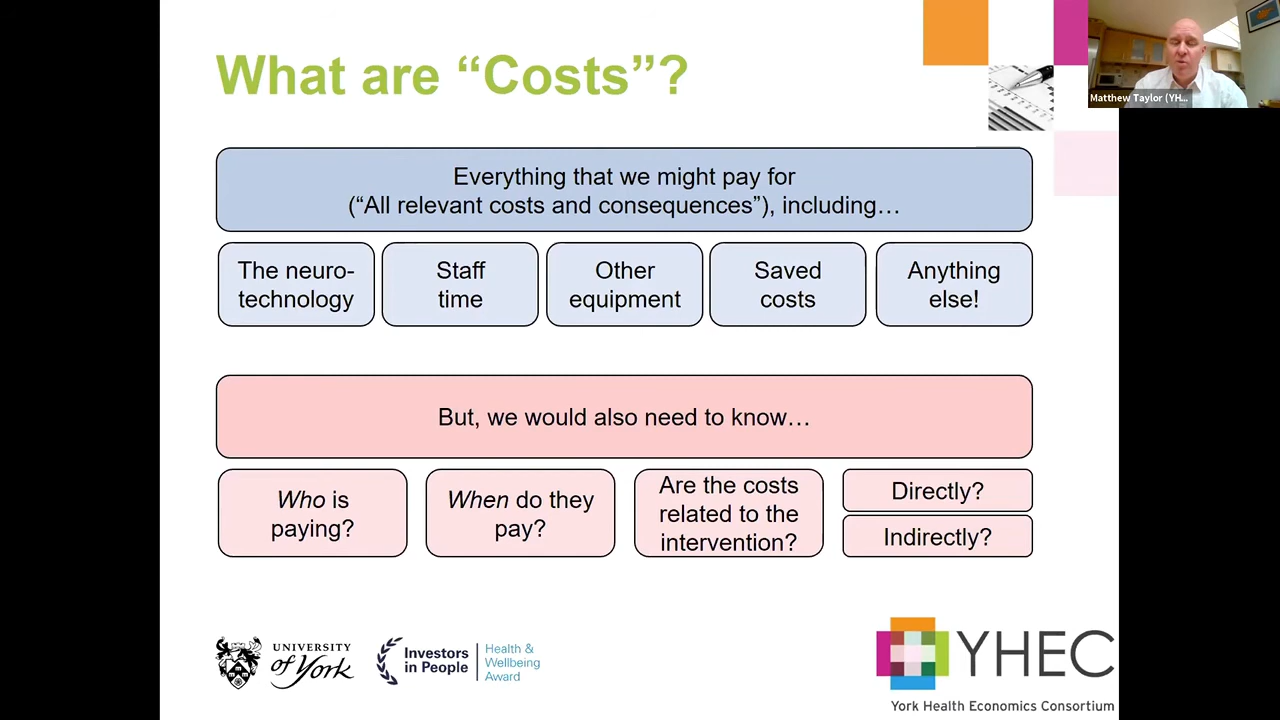 What are “Costs”?
Matthew Taylor (YH...
Everything that we might pay for
(“All relevant costs and consequences”), including…
The neuro-
technology
Staff
time
Other
equipment
Saved
costs
Anything
else!
But, we would also need to know…
Who is
paying?
When do they
pay?
Are the costs
related to the
intervention?
Directly?
Indirectly?
UNIVERSITY
of York
Investors
in People
Health &
Wellbeing
Award
YHEC
York Health Economics Consortium